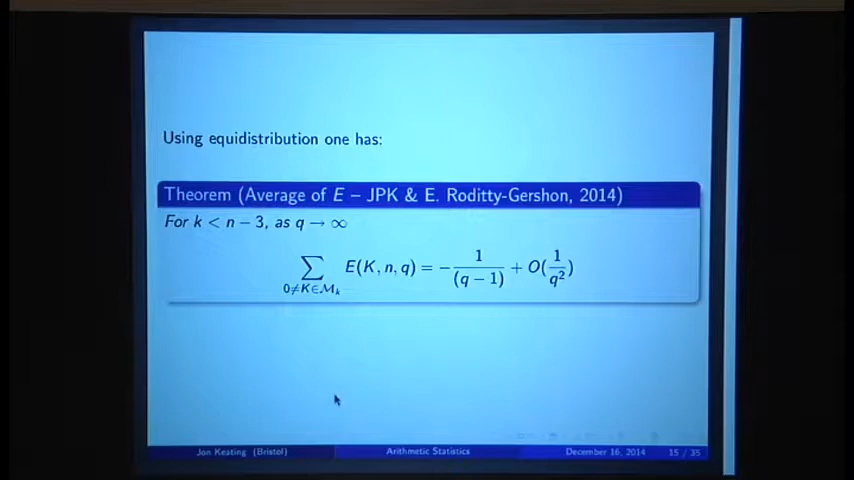 Using equidistribution one has:
Theorem (Average of E – JPK & E. Roditty-Gershon, 2014)
For k < n − 3, as q → ∞
∑_{0≠K∈M_k} E(K, n, q) = − 1/(q − 1) + O(1/q²)
Jon Keating (Bristol) Arithmetic Statistics December 16, 2014 15 / 35